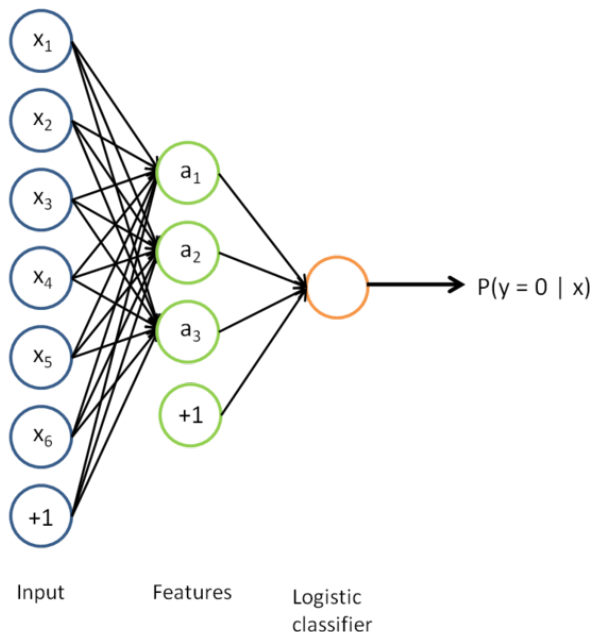 x1
x2
x3
x4
x5
x6
+1
a1
a2
a3
+1
P(y = 0 | x)
Input
Features
Logistic
classifier